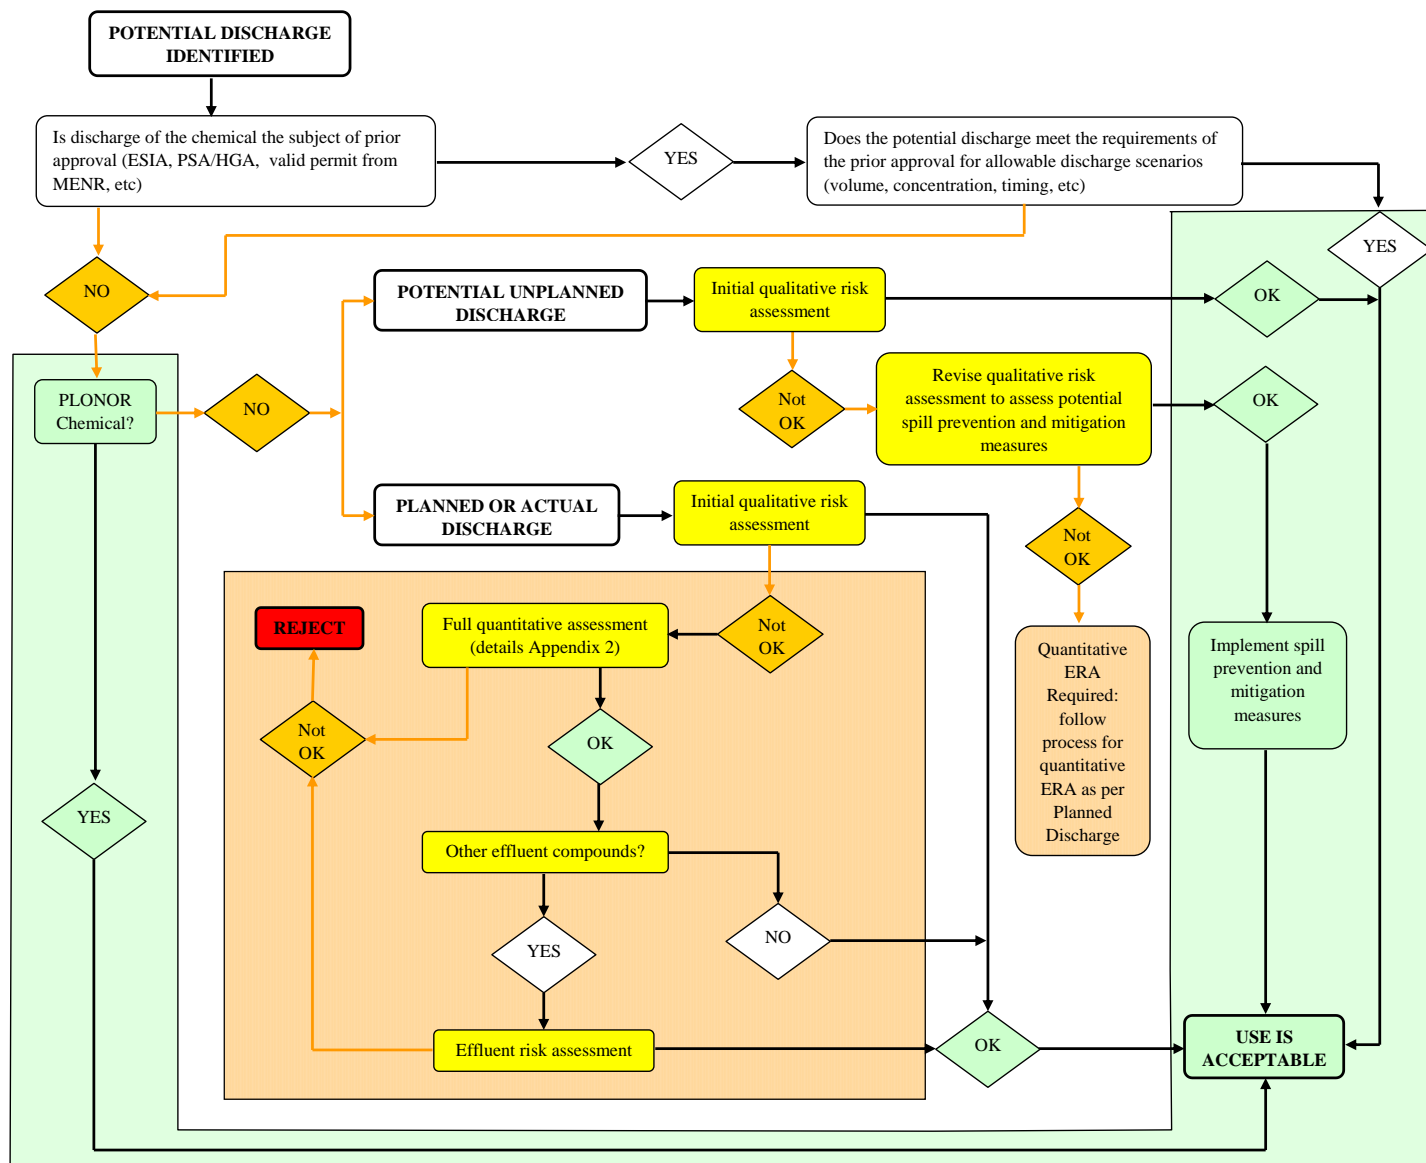 POTENTIAL DISCHARGE
IDENTIFIED
Is discharge of the chemical the subject of prior
approval (ESIA, PSA/HGA, valid permit from
MENR, etc)
YES
Does the potential discharge meet the requirements of
the prior approval for allowable discharge scenarios
(volume, concentration, timing, etc)
YES
NO
POTENTIAL UNPLANNED
DISCHARGE
Initial qualitative risk
assessment
OK
PLONOR
Chemical?
NO
Not
OK
Revise qualitative risk
assessment to assess potential
spill prevention and mitigation
measures
OK
PLANNED OR ACTUAL
DISCHARGE
Initial qualitative risk
assessment
Not
OK
REJECT
Full quantitative assessment
(details Appendix 2)
Not
OK
Quantitative
ERA
Required:
follow
process for
quantitative
ERA as per
Planned
Discharge
Implement spill
prevention and
mitigation
measures
Not
OK
OK
YES
Other effluent compounds?
YES
NO
Effluent risk assessment
OK
USE IS
ACCEPTABLE